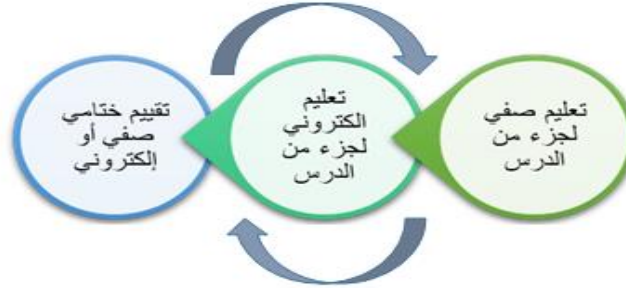 تعليم صفي
لجزء من
الدرس
تعليم
الكتروني
لجزء من
الدرس
تقييم ختامي
صفي أو
إلكتروني